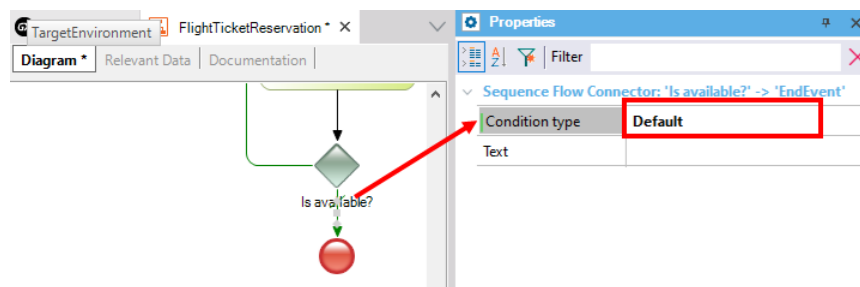 TargetEnvironment
FlightTicketReservation *
Diagram *
Relevant Data
Documentation
Is available?
Properties
Filter
Sequence Flow Connector: 'Is available?' -> 'EndEvent'
Condition type
Default
Text